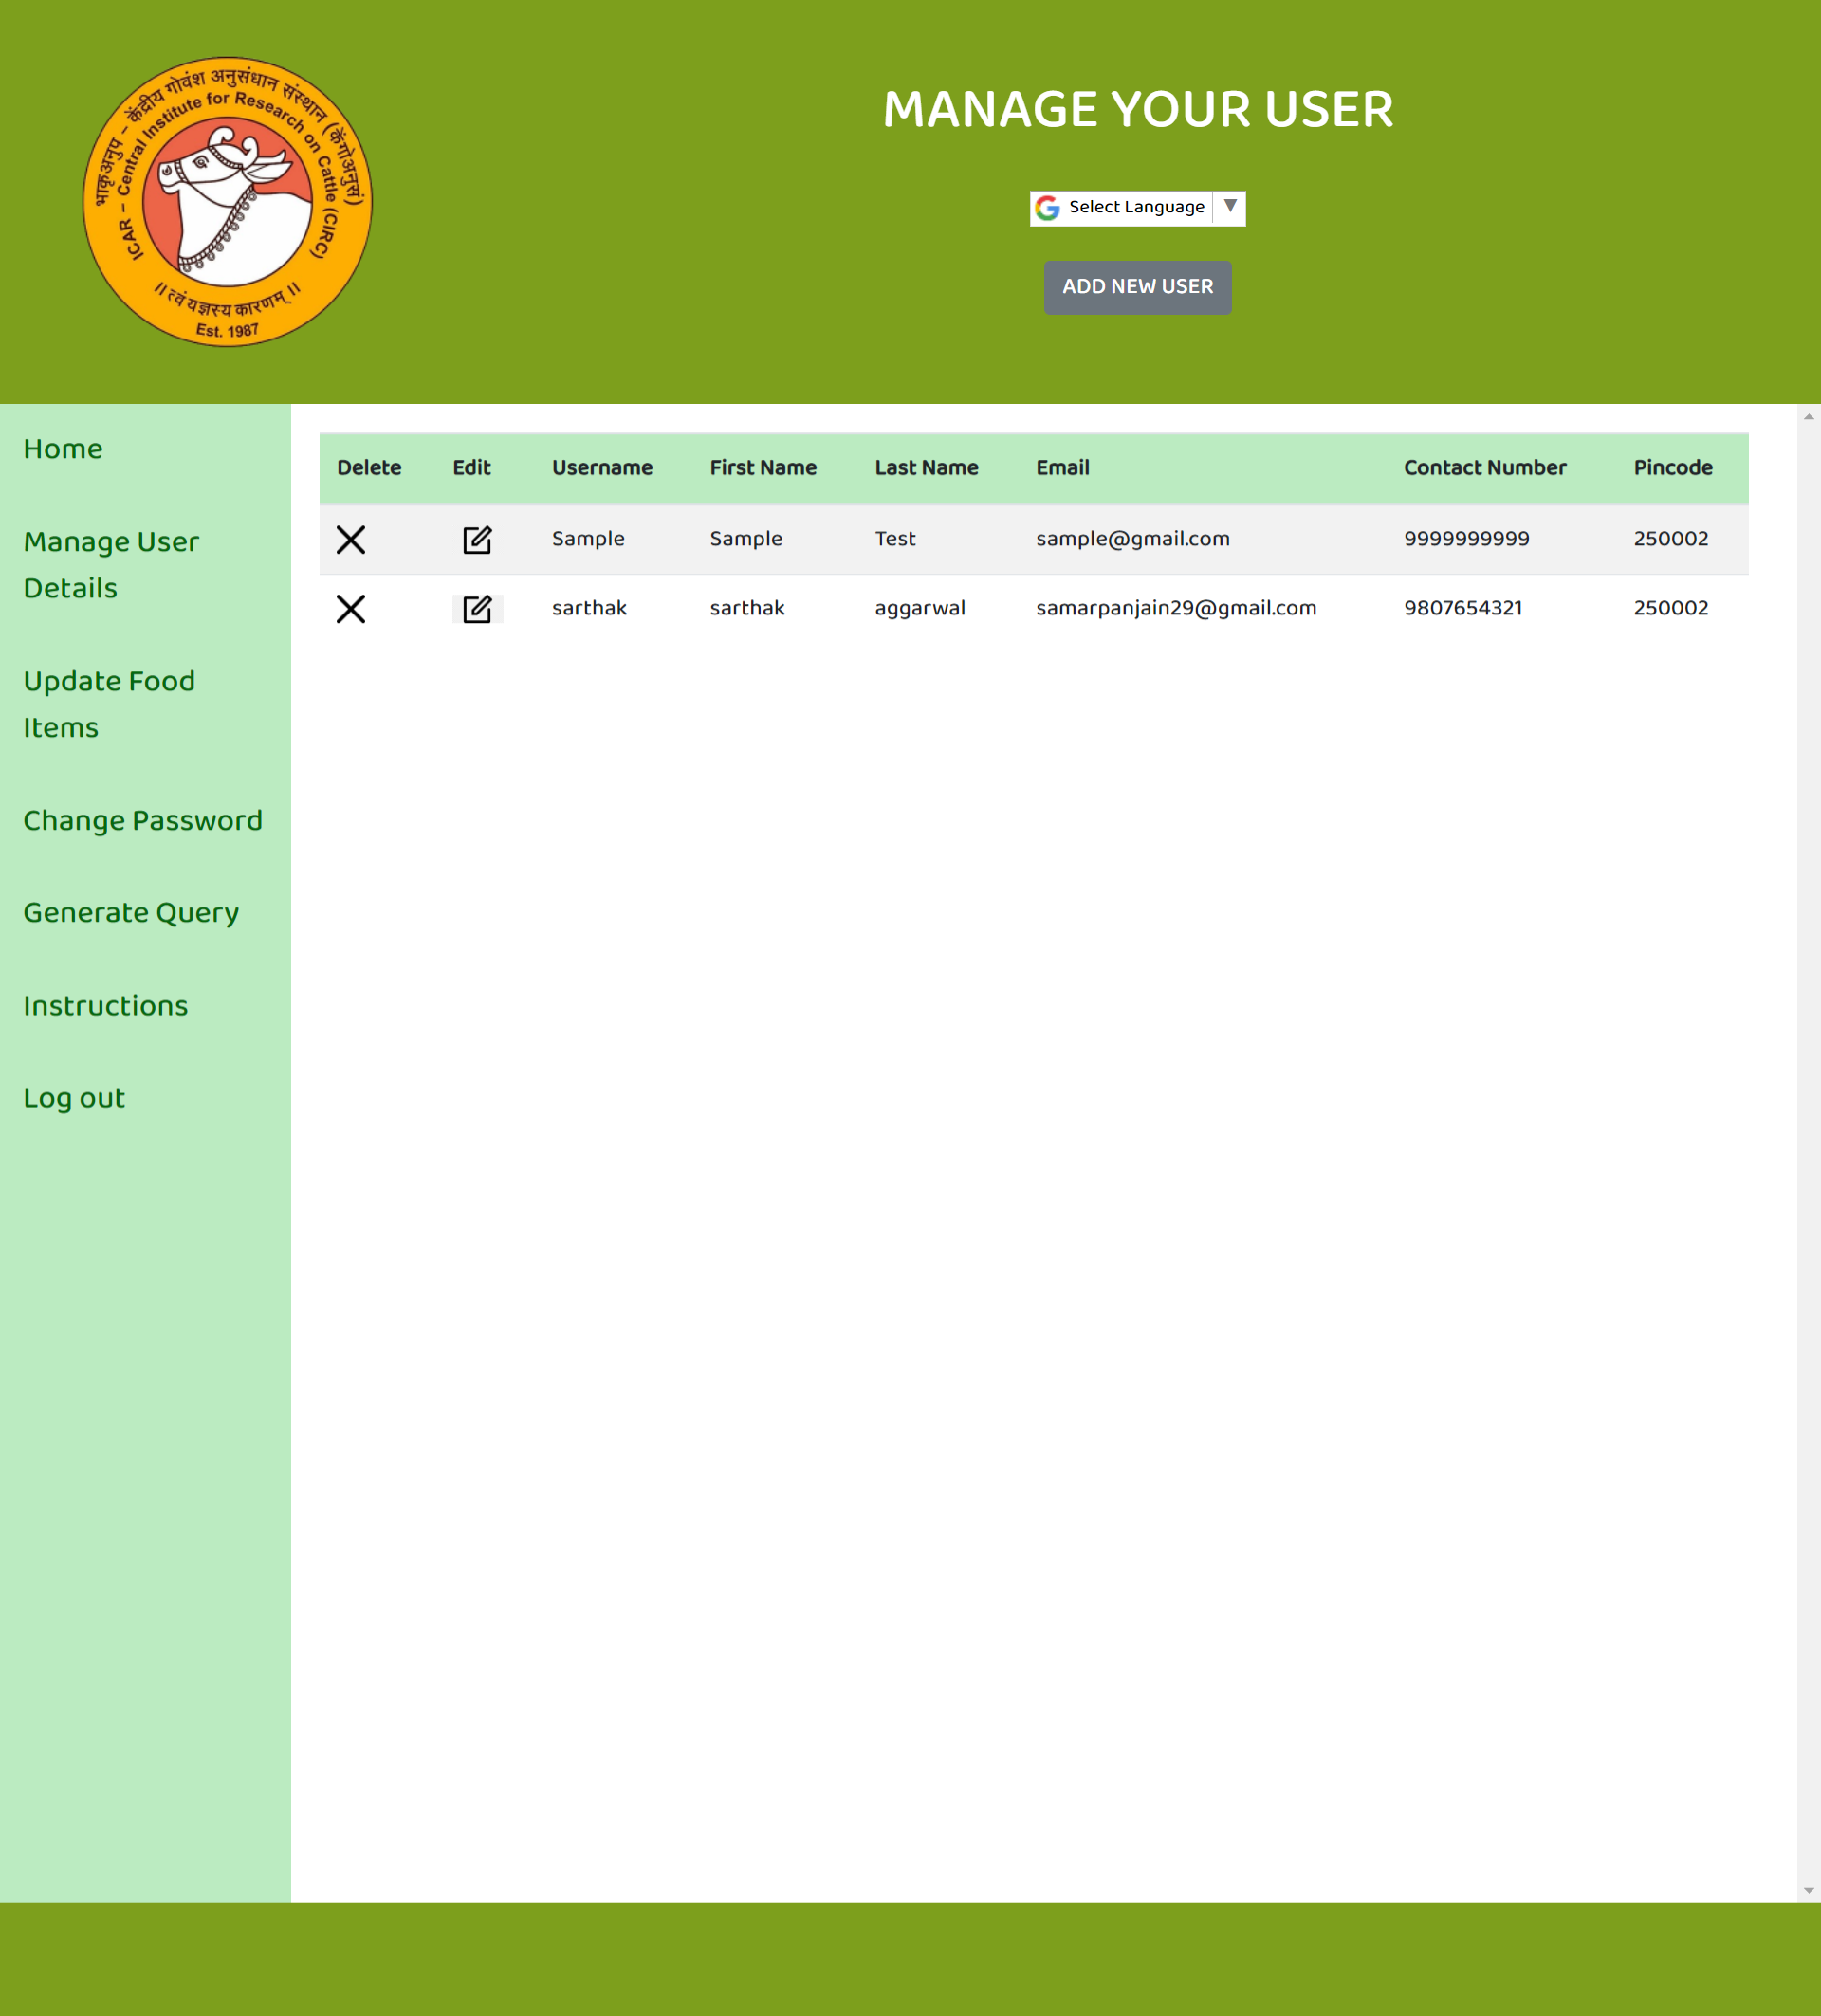 भाकृअनुप – केंद्रीय गोवंश अनुसंधान संस्थान (केंगोअनुसं)
ICAR – Central Institute for Research on Cattle (CIRC)
॥ त्वं यज्ञस्य कारणम् ॥
Est. 1987
MANAGE YOUR USER
Select Language ▼
ADD NEW USER
Home
Manage User
Details
Update Food
Items
Change Password
Generate Query
Instructions
Log out
Delete Edit Username First Name Last Name Email Contact Number Pincode
Sample Sample Test sample@gmail.com 9999999999 250002
sarthak sarthak aggarwal samarpanjain29@gmail.com 9807654321 250002